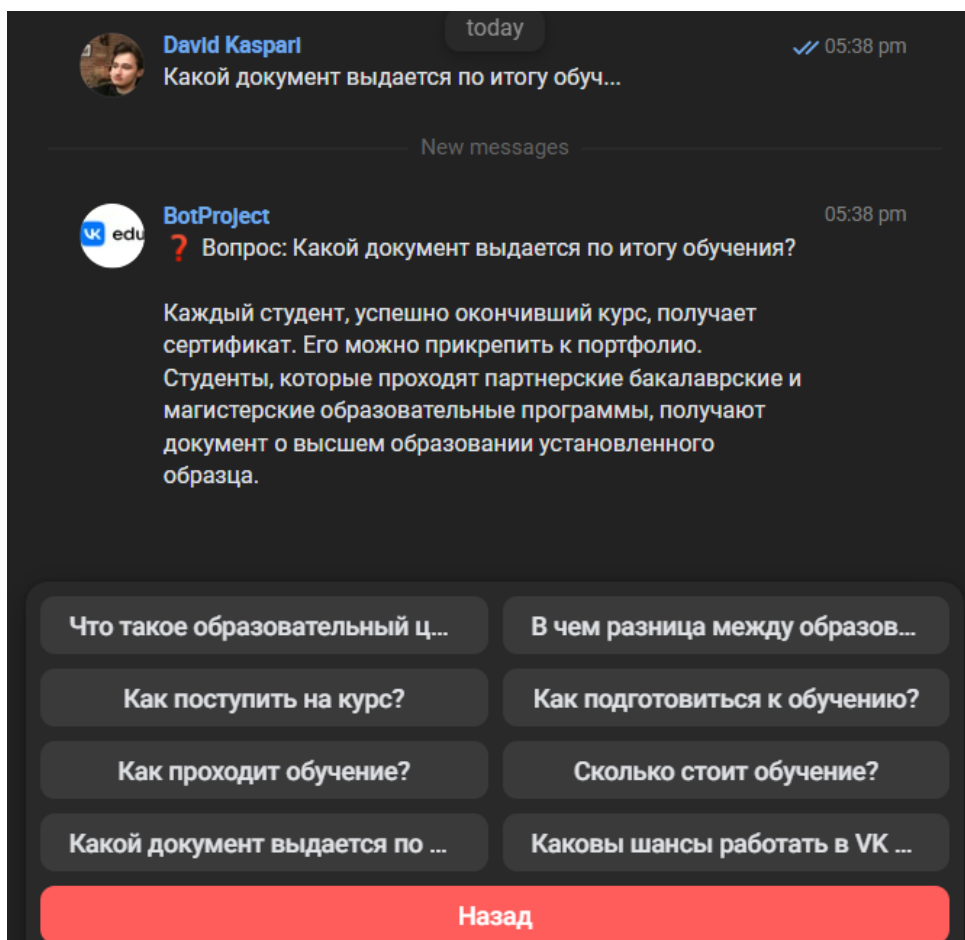 today
David Kaspari
05:38 pm
Какой документ выдается по итогу обуч...
New messages
BotProject
05:38 pm
VK edu
❓ Вопрос: Какой документ выдается по итогу обучения?
Каждый студент, успешно окончивший курс, получает
сертификат. Его можно прикрепить к портфолио.
Студенты, которые проходят партнерские бакалаврские и
магистерские образовательные программы, получают
документ о высшем образовании установленного
образца.
Что такое образовательный ц...
В чем разница между образов...
Как поступить на курс?
Как подготовиться к обучению?
Как проходит обучение?
Сколько стоит обучение?
Какой документ выдается по ...
Каковы шансы работать в VK ...
Назад